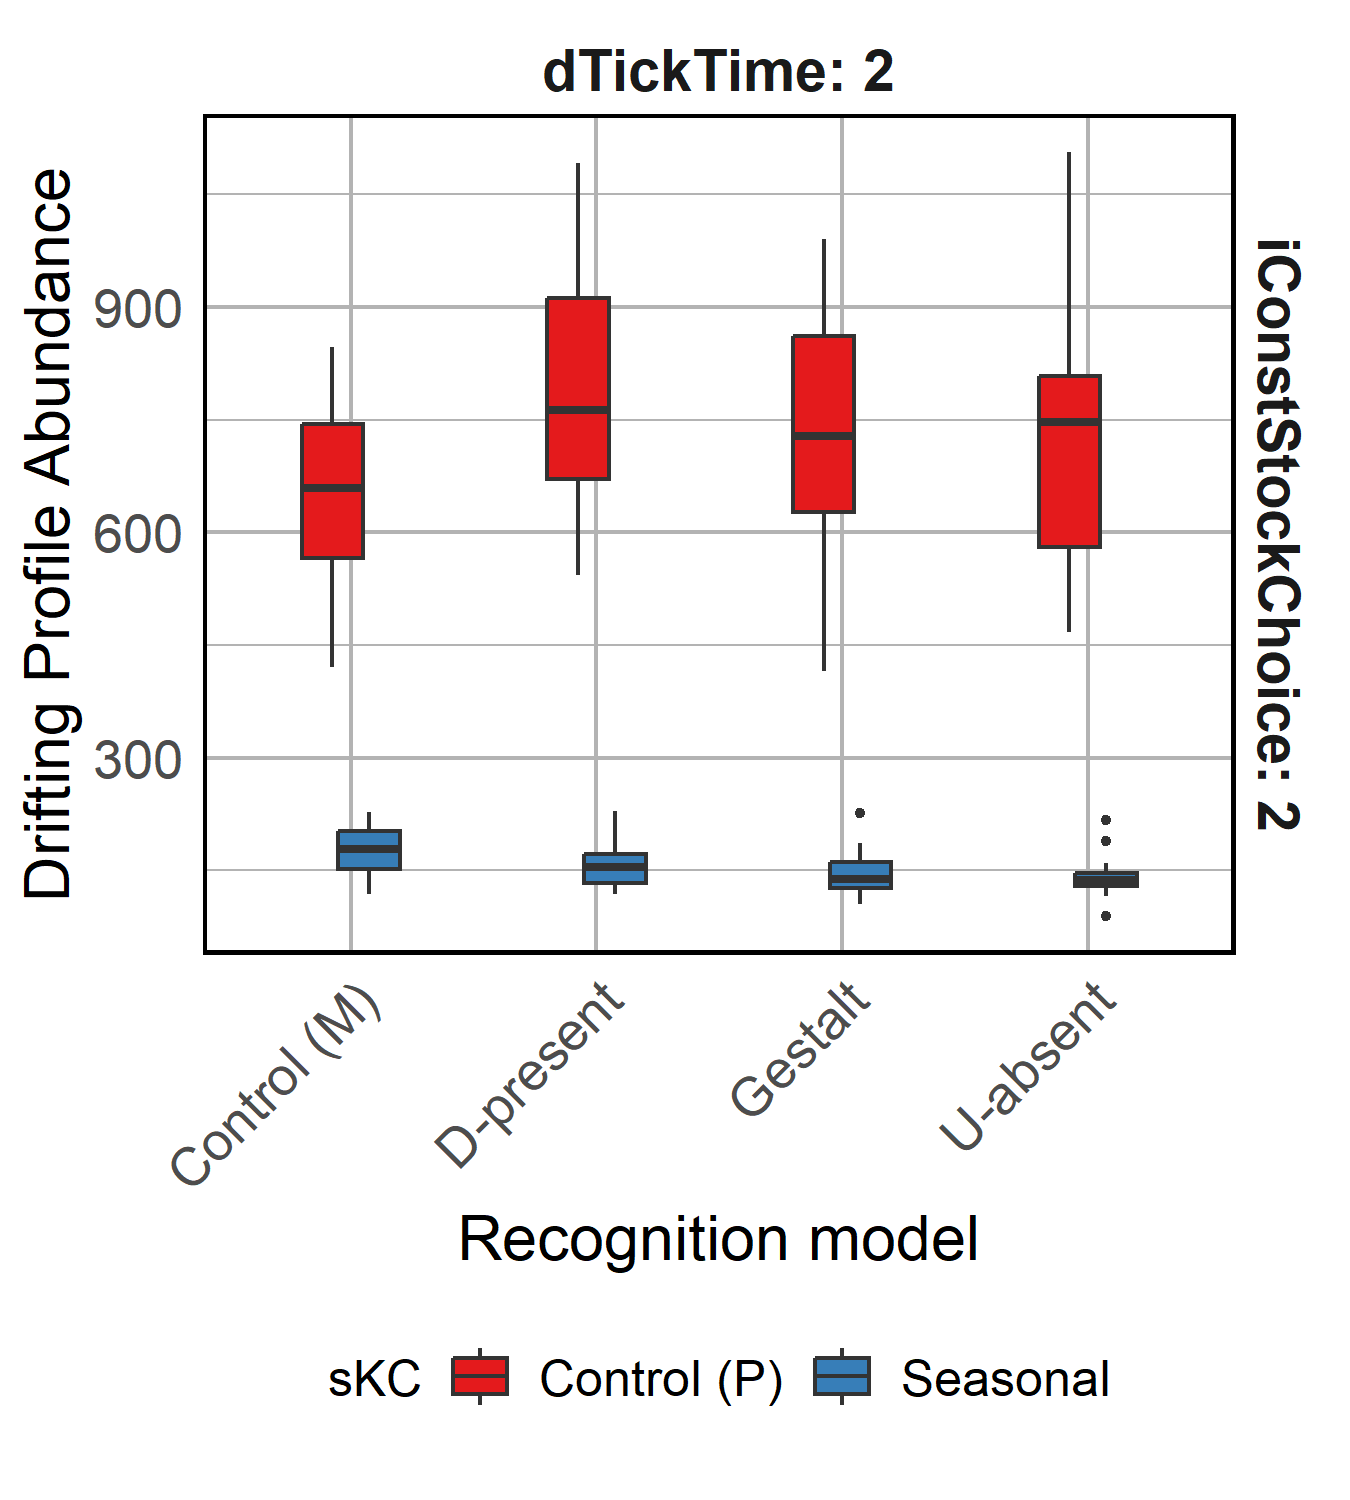 dTickTime: 2
iConstStockChoice: 2
Drifting Profile Abundance
900
600
300
Control (M)
D-present
Gestalt
U-absent
Recognition model
sKC Control (P) Seasonal